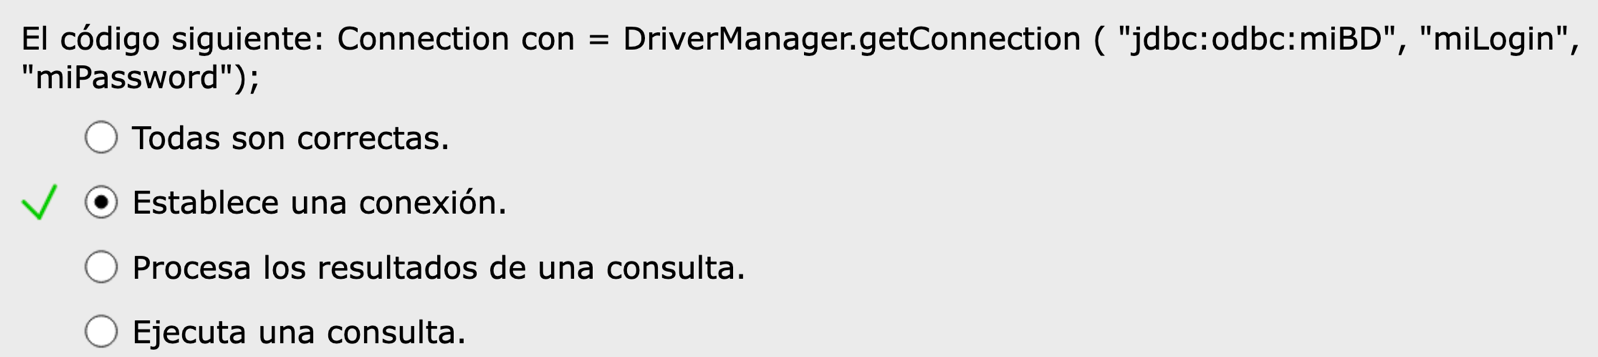 El código siguiente: Connection con = DriverManager.getConnection ( "jdbc:odbc:miBD", "miLogin",
"miPassword");
Todas son correctas.
Establece una conexión.
Procesa los resultados de una consulta.
Ejecuta una consulta.